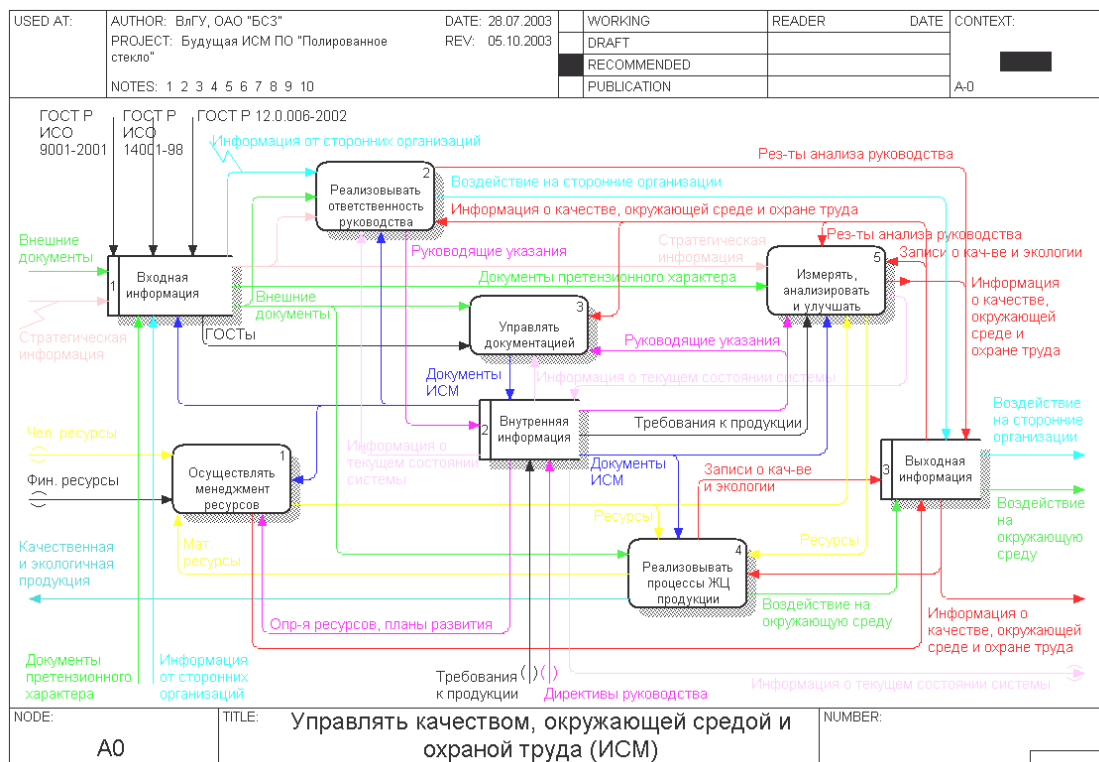 USED AT:
AUTHOR: ВлГУ, ОАО "БСЗ"
DATE: 28.07.2003
PROJECT: Будущая ИСМ ПО "Полированное
стекло"
REV: 05.10.2003
NOTES: 1 2 3 4 5 6 7 8 9 10
WORKING
DRAFT
RECOMMENDED
PUBLICATION
READER
DATE
CONTEXT:
A-0
ГОСТ Р
ИСО
9001-2001
ГОСТ Р
ИСО
14001-98
ГОСТ Р 12.0.006-2002
Информация от сторонних организаций
Рез-ты анализа руководства
2
Реализовывать
ответственность
руководства
Воздействие на сторонние организации
Информация о качестве, окружающей среде и охране труда
Внешние
документы
Руководящие указания
Стратегическая
информация
Рез-ты анализа руководства
Записи о кач-ве и экологии
1
Входная
информация
Документы претензионного характера
5
Измерять,
анализировать
и улучшать
Информация
о качестве,
окружающей
среде и
охране труда
Внешние
документы
3
Управлять
документацией
Стратегическая
информация
ГОСТы
Руководящие указания
Документы
ИСМ
Информация о текущем состоянии системы
2
Внутренняя
информация
Требования к продукции
Воздействие
на сторонние
организации
Чел. ресурсы
1
Осуществлять
менеджмент
ресурсов
Информация о
текущем состоянии
системы
Документы
ИСМ
Записи о кач-ве
и экологии
3
Выходная
информация
Фин. ресурсы
Воздействие
на
окружающую
среду
Ресурсы
Ресурсы
Качественная
и экологичная
продукция
Мат.
ресурсы
4
Реализовывать
процессы ЖЦ
продукции
Воздействие на
окружающую среду
Опр-я ресурсов, планы развития
Информация о
качестве, окружающей
среде и охране труда
Документы
претензионного
характера
Информация
от сторонних
организаций
Требования
к продукции
Директивы руководства
Информация о текущем состоянии системы
NODE:
A0
TITLE:
Управлять качеством, окружающей средой и
охраной труда (ИСМ)
NUMBER: